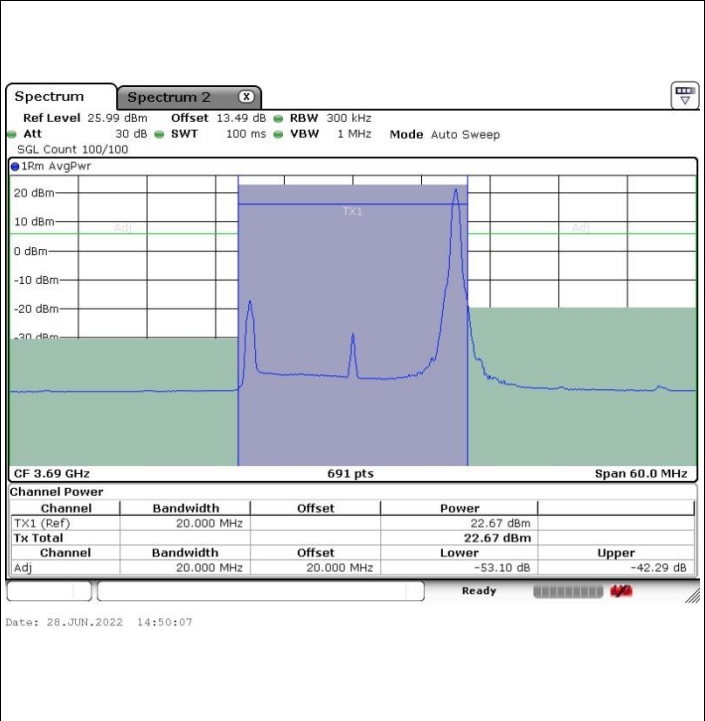 Spectrum Spectrum 2 X
Ref Level 25.99 dBm Offset 13.49 dB RBW 300 kHz
Att 30 dB SWT 100 ms VBW 1 MHz Mode Auto Sweep
SGL Count 100/100
1Rm AvgPwr
20 dBm
TX1
10 dBm
Adj Adj
0 dBm
-10 dBm
-20 dBm
-30 dBm
CF 3.69 GHz 691 pts Span 60.0 MHz
Channel Power
Channel Bandwidth Offset Power
TX1 (Ref) 20.000 MHz 22.67 dBm
Tx Total 22.67 dBm
Channel Bandwidth Offset Lower Upper
Adj 20.000 MHz 20.000 MHz -53.10 dB -42.29 dB
Ready
Date: 28.JUN.2022 14:50:07